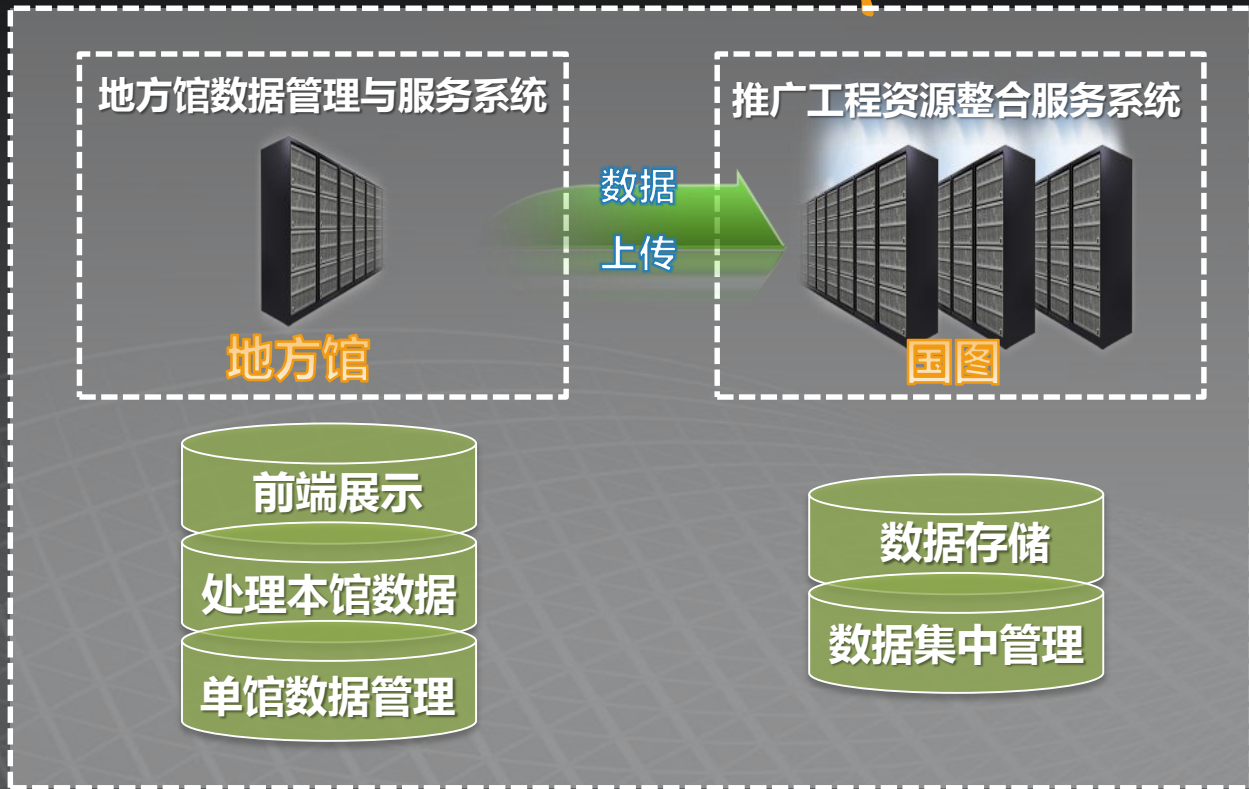 地方馆数据管理与服务系统
推广工程资源整合服务系统
数据
上传
地方馆
国图
前端展示
处理本馆数据
单馆数据管理
数据存储
数据集中管理